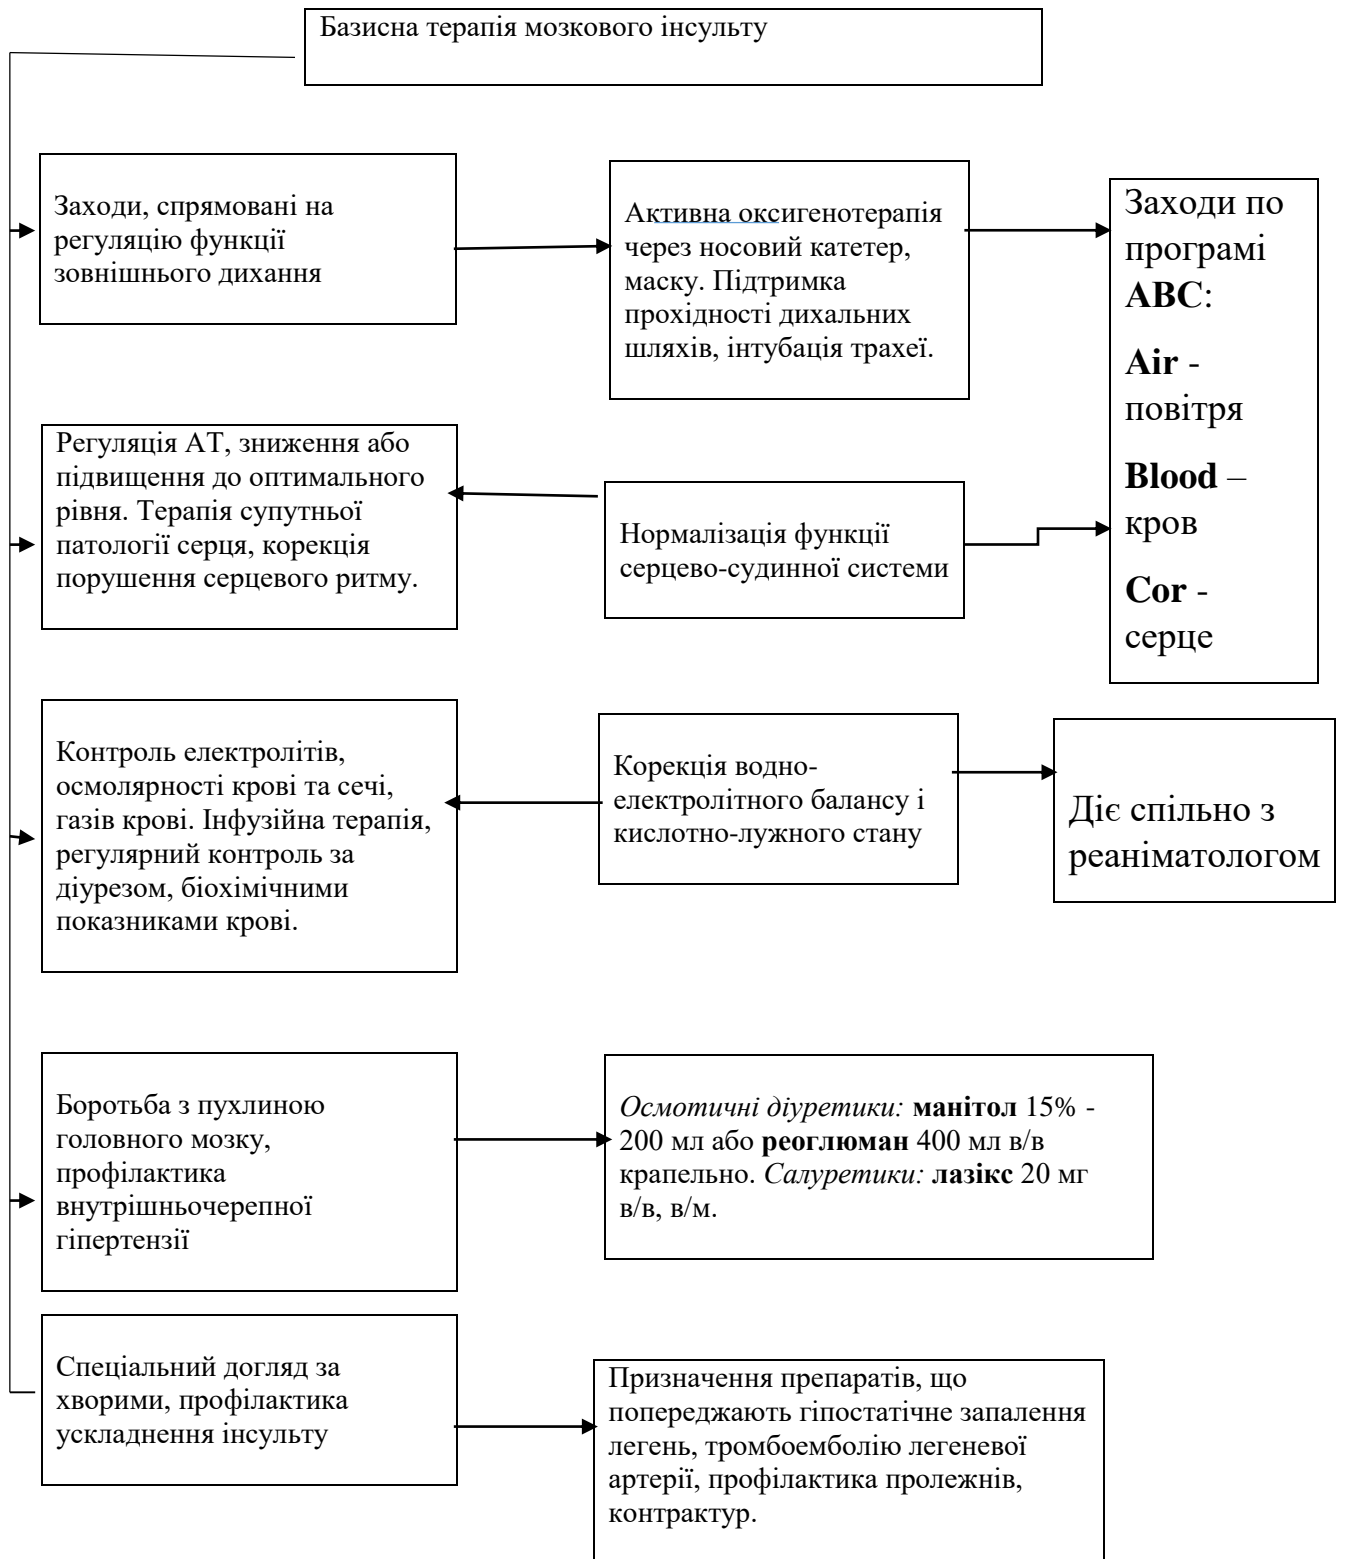 Базисна терапія мозкового інсульту
Заходи, спрямовані на
регуляцію функції
зовнішнього дихання
Активна оксигенотерапія
через носовий катетер,
маску. Підтримка
прохідності дихальних
шляхів, інтубація трахеї.
Заходи по
програмі
АВС:
Air -
повітря
Blood –
кров
Cor -
серце
Регуляція АТ, зниження або
підвищення до оптимального
рівня. Терапія супутньої
патології серця, корекція
порушення серцевого ритму.
Нормалізація функції
серцево-судинної системи
Контроль електролітів,
осмолярності крові та сечі,
газів крові. Інфузійна терапія,
регулярний контроль за
діурезом, біохімічними
показниками крові.
Корекція водно-
електролітного балансу і
кислотно-лужного стану
Діє спільно з
реаніматологом
Боротьба з пухлиною
головного мозку,
профілактика
внутрішньочерепної
гіпертензії
Осмотичні діуретики: манітол 15% -
200 мл або реоглюман 400 мл в/в
крапельно. Салуретики: лазікс 20 мг
в/в, в/м.
Спеціальний догляд за
хворими, профілактика
ускладнення інсульту
Призначення препаратів, що
попереджають гіпостатічне запалення
легень, тромбоемболію легеневої
артерії, профілактика пролежнів,
контрактур.